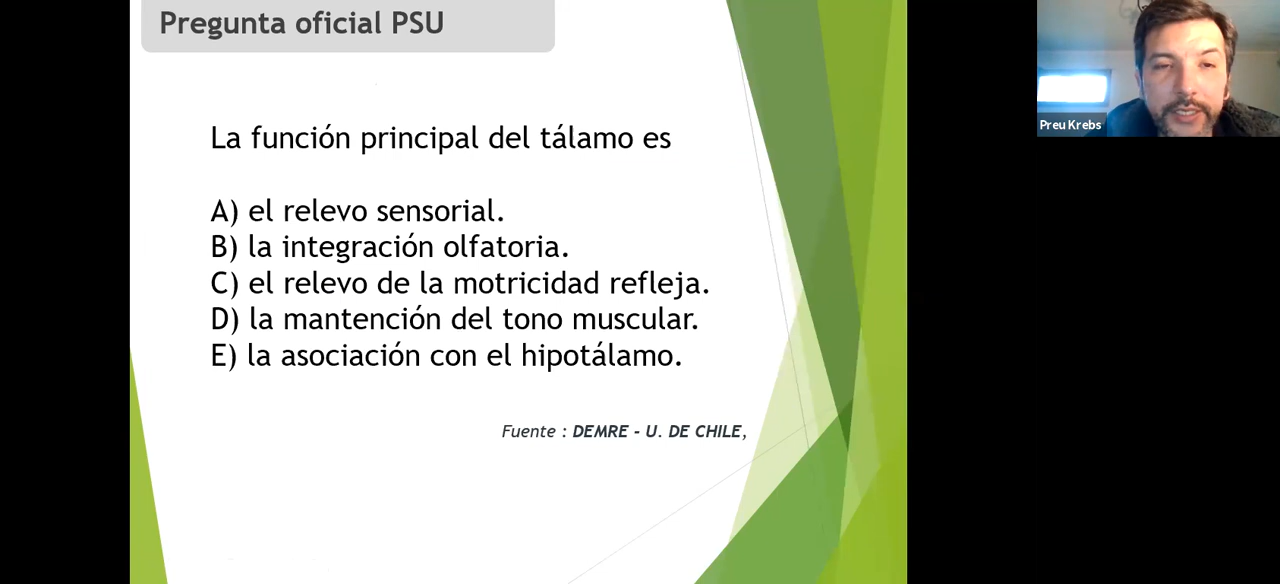 Pregunta oficial PSU
La función principal del tálamo es
A) el relevo sensorial.
B) la integración olfatoria.
C) el relevo de la motricidad refleja.
D) la mantención del tono muscular.
E) la asociación con el hipotálamo.
Fuente : DEMRE - U. DE CHILE,
Preu Krebs